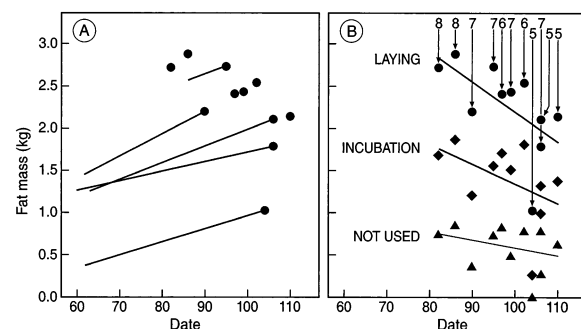 A
B
Fat mass (kg)
3.0
2.5
2.0
1.5
1.0
0.5
0.0
60 70 80 90 100 110
Date
8 8 7 7 6 7 6 5 7 5 5
LAYING
INCUBATION
NOT USED
60 70 80 90 100 110
Date